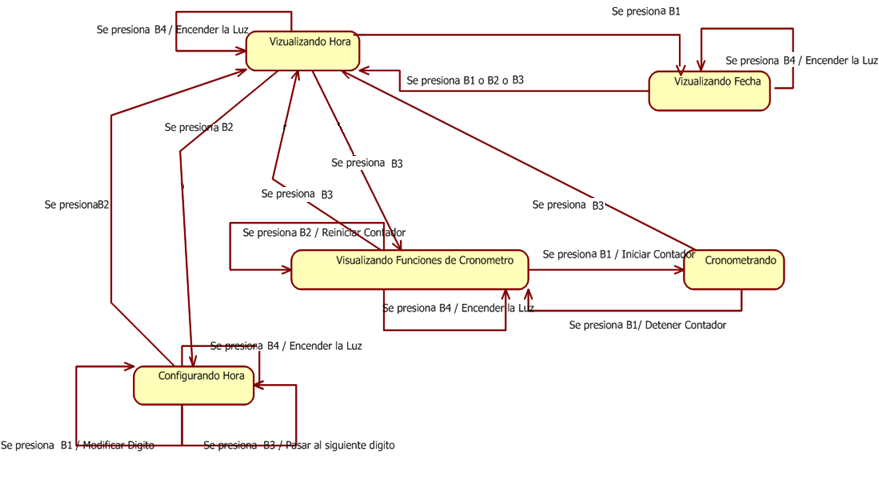 Se presiona B1
Se presiona B4 / Encender la Luz
Vizualizando Hora
Se presiona B4 / Encender la Luz
Se presiona B1 o B2 o B3
Vizualizando Fecha
Se presiona B2
Se presiona B3
Se presiona B3
Se presionaB2
Se presiona B3
Se presiona B2 / Reiniciar Contador
Se presiona B1 / Iniciar Contador
Visualizando Funciones de Cronometro
Cronometrando
Se presiona B4 / Encender la Luz
Se presiona B1/ Detener Contador
Se presiona B4 / Encender la Luz
Configurando Hora
Se presiona B1 / Modificar Digito
Se presiona B3 / Pasar al siguiente digito